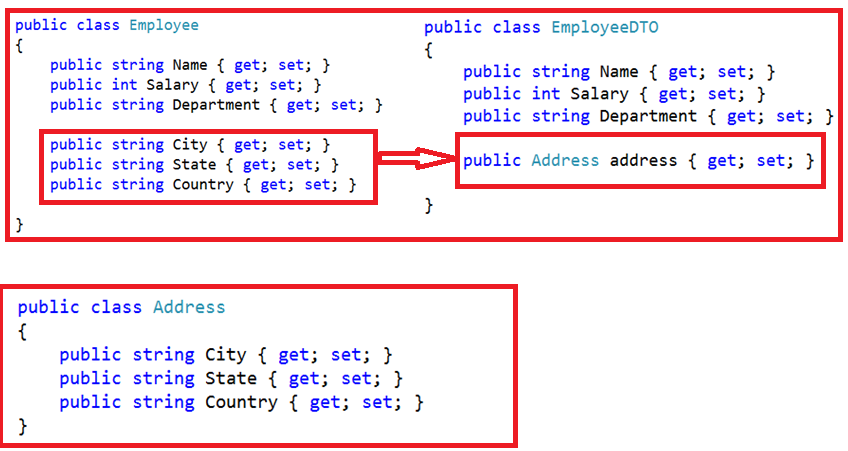 public class Employee
{
    public string Name { get; set; }
    public int Salary { get; set; }
    public string Department { get; set; }
    public string City { get; set; }
    public string State { get; set; }
    public string Country { get; set; }
}
public class EmployeeDTO
{
    public string Name { get; set; }
    public int Salary { get; set; }
    public string Department { get; set; }
    public Address address { get; set; }
}
public class Address
{
    public string City { get; set; }
    public string State { get; set; }
    public string Country { get; set; }
}